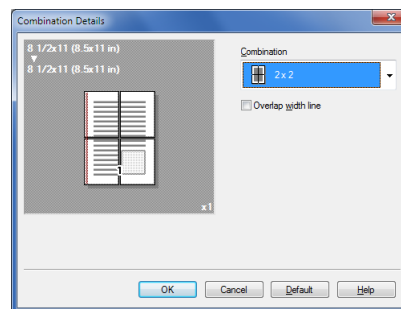 Combination Details
8 1/2x11 (8.5x11 in)
▼
8 1/2x11 (8.5x11 in)
1
x1
Combination
2 x 2
Overlap width line
OK
Cancel
Default
Help